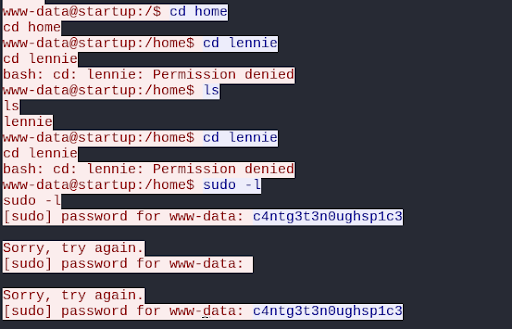 www-data@startup:/$ cd home
cd home
www-data@startup:/home$ cd lennie
cd lennie
bash: cd: lennie: Permission denied
www-data@startup:/home$ ls
ls
lennie
www-data@startup:/home$ cd lennie
cd lennie
bash: cd: lennie: Permission denied
www-data@startup:/home$ sudo -l
sudo -l
[sudo] password for www-data: c4ntg3t3n0ughsp1c3
Sorry, try again.
[sudo] password for www-data:
Sorry, try again.
[sudo] password for www-data: c4ntg3t3n0ughsp1c3